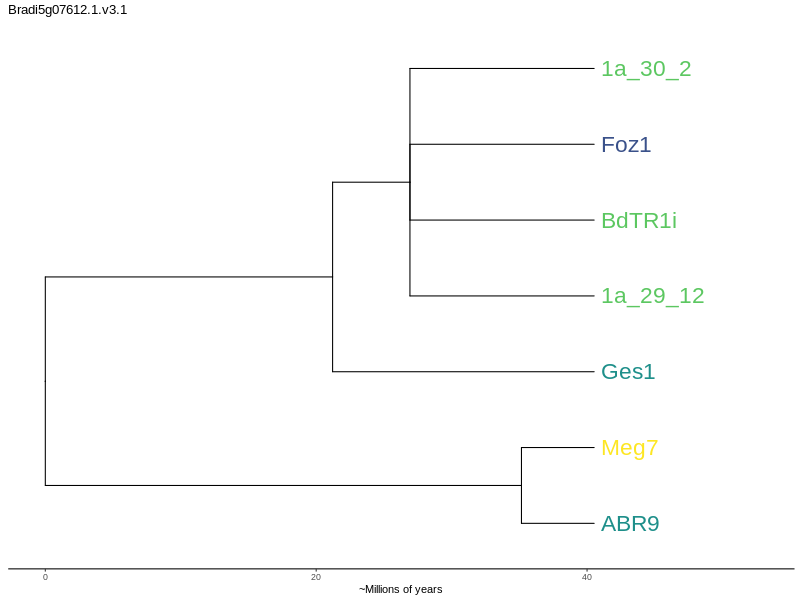 Bradi5g07612.1.v3.1
1a_30_2
Foz1
BdTR1i
1a_29_12
Ges1
Meg7
ABR9
0 20 40
~Millions of years